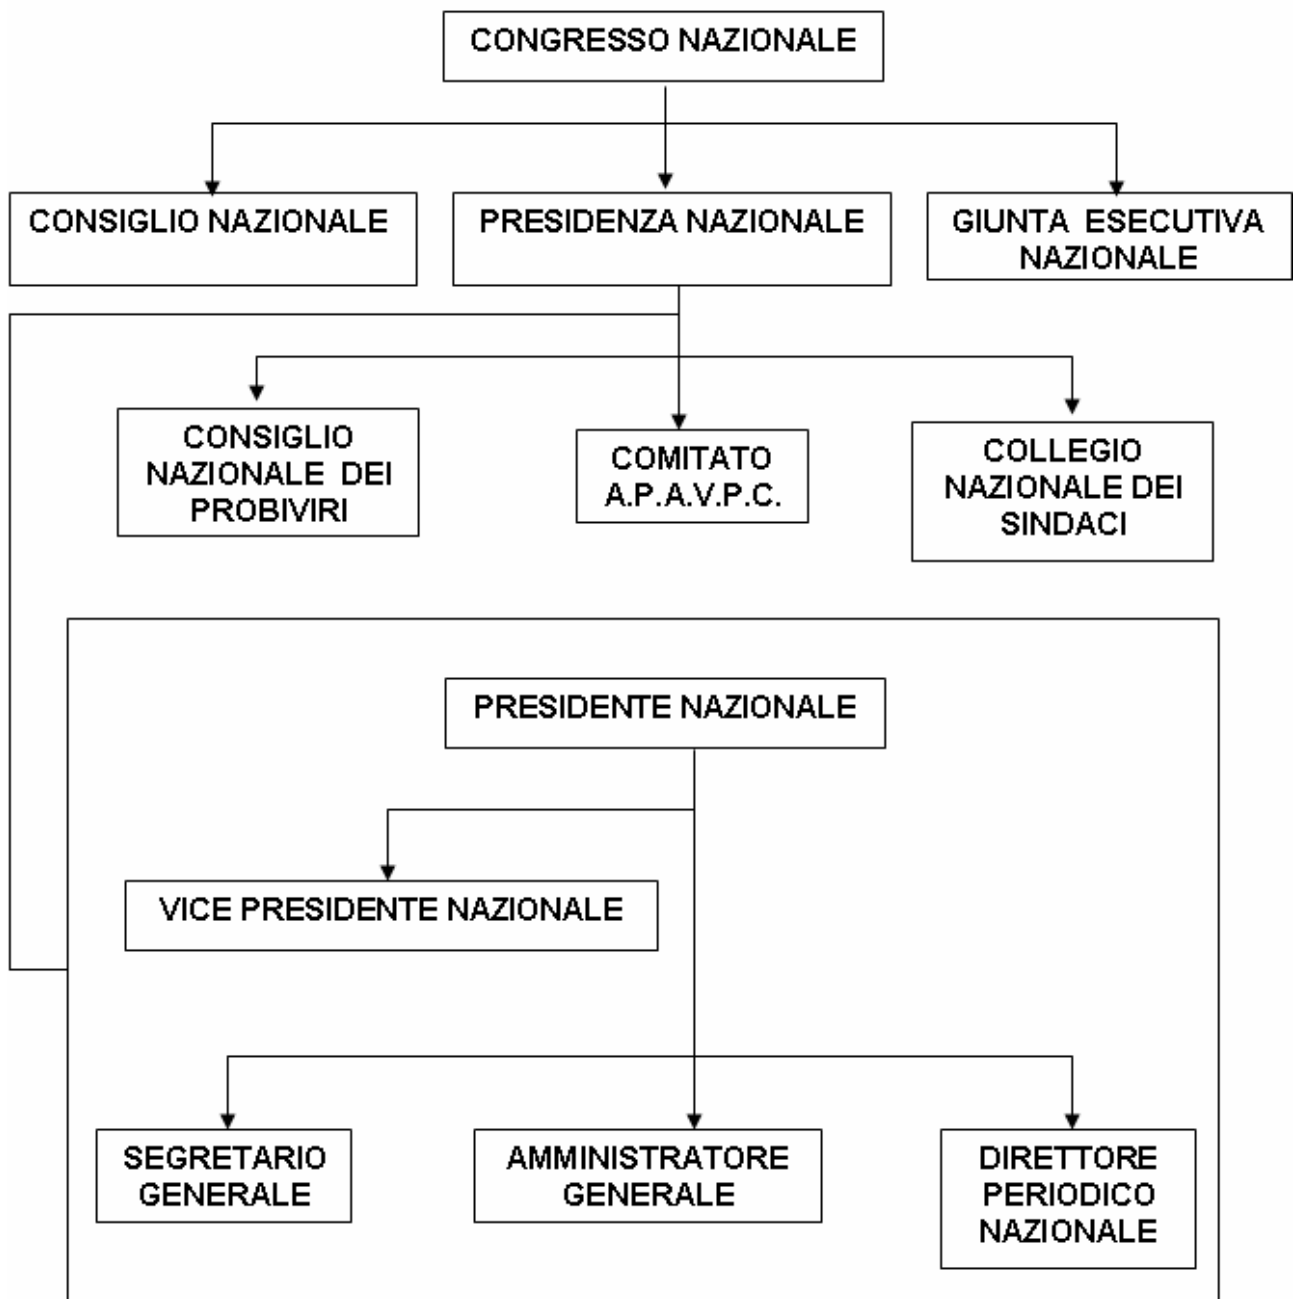 CONGRESSO NAZIONALE
CONSIGLIO NAZIONALE
PRESIDENZA NAZIONALE
GIUNTA ESECUTIVA
NAZIONALE
CONSIGLIO
NAZIONALE DEI
PROBIVIRI
COMITATO
A.P.A.V.P.C.
COLLEGIO
NAZIONALE DEI
SINDACI
PRESIDENTE NAZIONALE
VICE PRESIDENTE NAZIONALE
SEGRETARIO
GENERALE
AMMINISTRATORE
GENERALE
DIRETTORE
PERIODICO
NAZIONALE